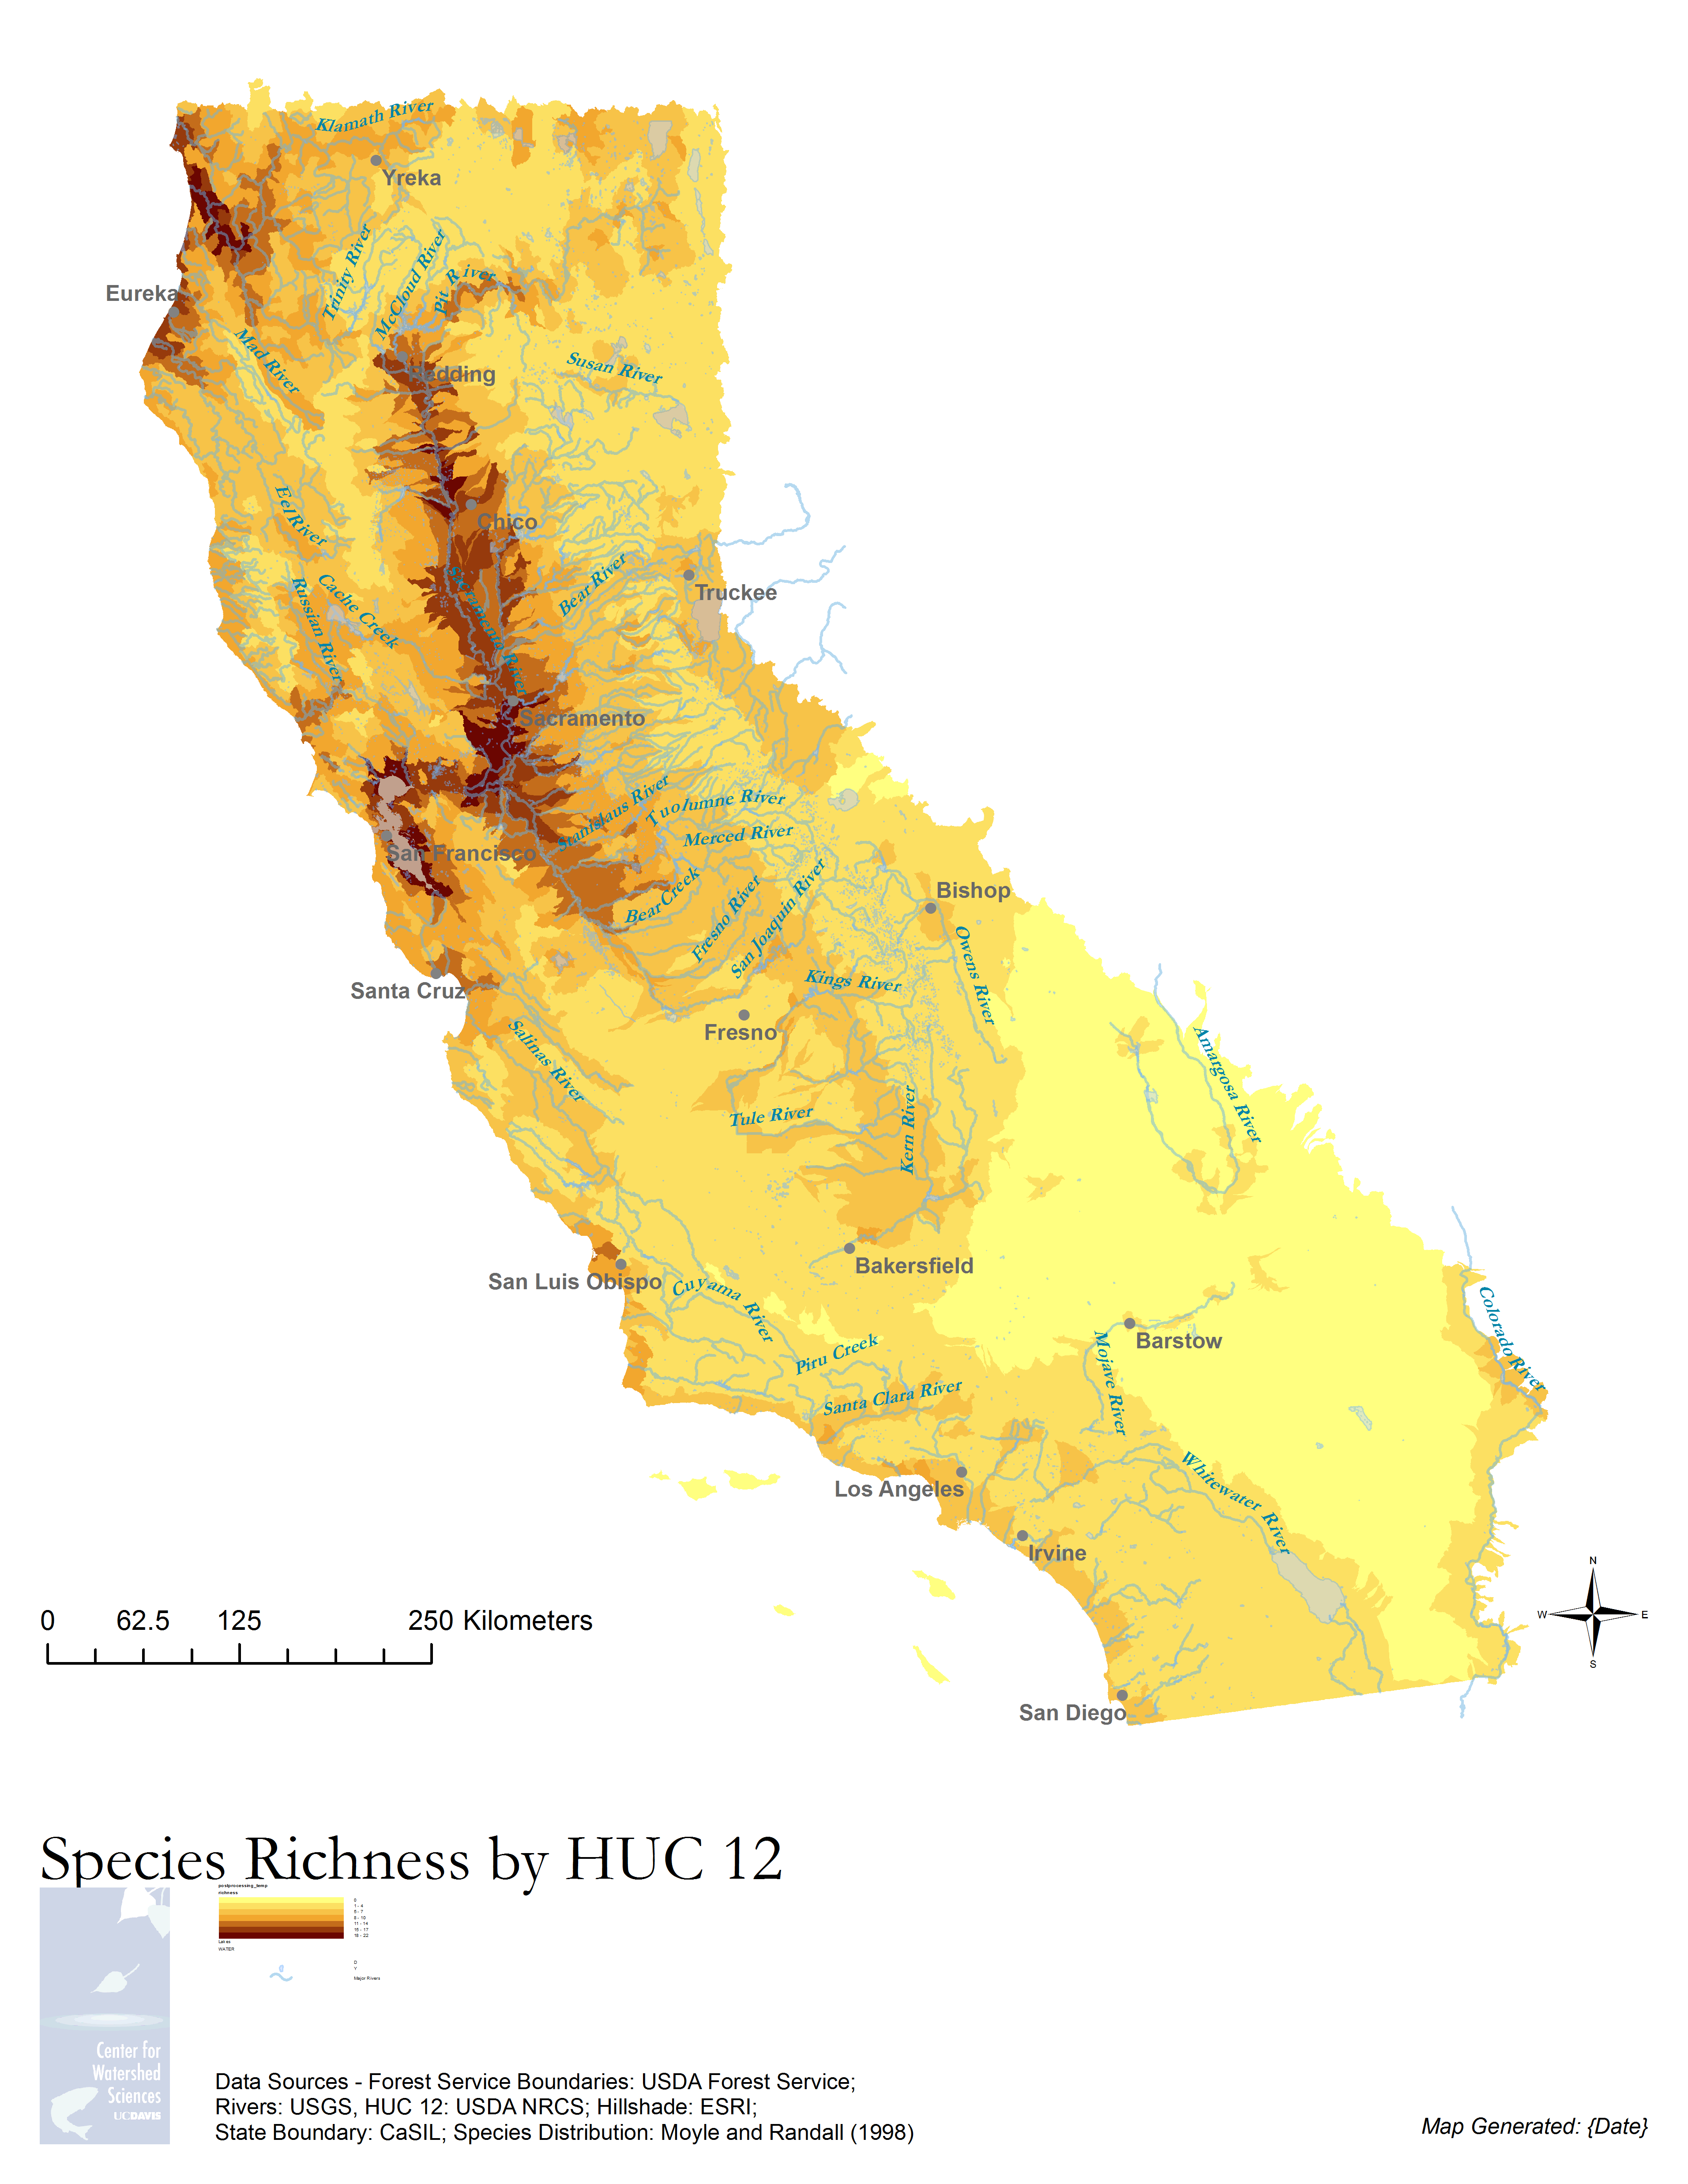 Klamath River
Yreka
Trinity River
McCloud River
Pit River
Eureka
Mad River
Redding
Susan River
Eel River
Chico
Sacramento River
Bear River
Truckee
Russian River
Cache Creek
Sacramento
Stanislaus River
Tuolumne River
Merced River
San Francisco
Bear Creek
Fresno River
San Joaquin River
Bishop
Owens River
Santa Cruz
Kings River
Fresno
Salinas River
Amargosa River
Tule River
Kern River
Bakersfield
San Luis Obispo
Cuyama River
Colorado River
Barstow
Mojave River
Piru Creek
Santa Clara River
Whitewater River
Los Angeles
Irvine
San Diego
N
W E
S
0 62.5 125 250 Kilometers
Species Richness by HUC 12
postprocessing_temp
richness
0
1 - 4
5 - 7
8 - 10
11 - 14
15 - 17
18 - 22
Lakes
WATER
0
Y
Major Rivers
Center for
Watershed
Sciences
UCDAVIS
Data Sources - Forest Service Boundaries: USDA Forest Service;
Rivers: USGS, HUC 12: USDA NRCS; Hillshade: ESRI;
State Boundary: CaSIL; Species Distribution: Moyle and Randall (1998)
Map Generated: {Date}